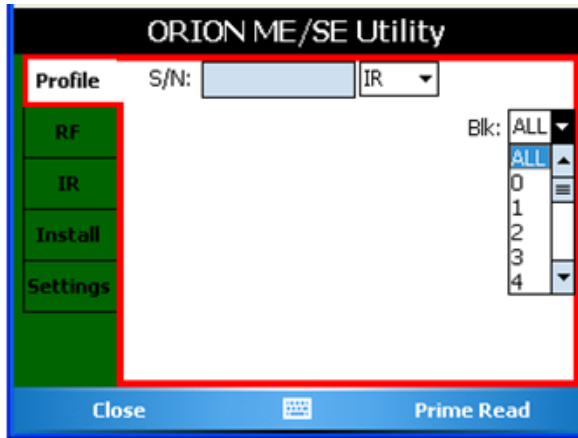 ORION ME/SE Utility
Profile
S/N:
IR
RF
Blk: ALL
ALL
IR
0
1
Install
2
3
Settings
4
Close
Prime Read